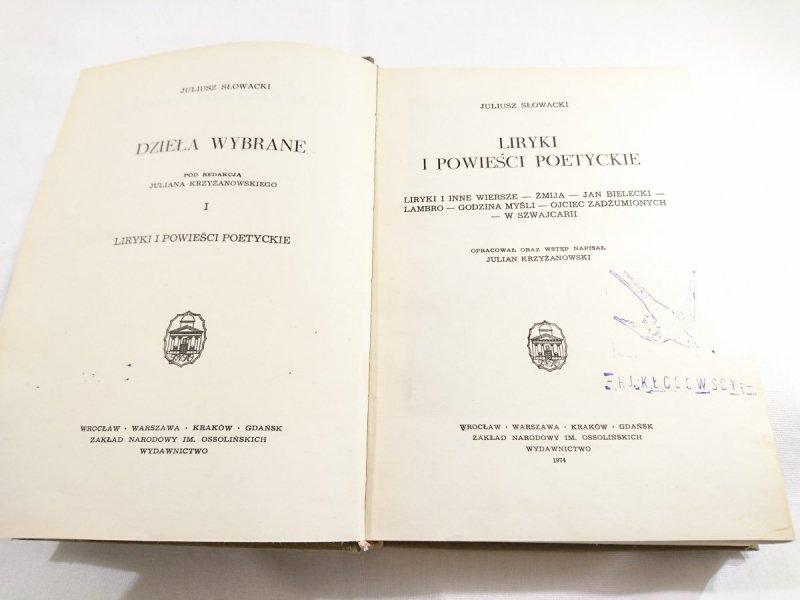 JULIUSZ SŁOWACKI
DZIEŁA WYBRANE
POD REDAKCJĄ
JULIANA KRZYŻANOWSKIEGO
I
LIRYKI I POWIEŚCI POETYCKIE
WROCŁAW · WARSZAWA · KRAKÓW · GDAŃSK
ZAKŁAD NARODOWY IM. OSSOLIŃSKICH
WYDAWNICTWO
JULIUSZ SŁOWACKI
LIRYKI
I POWIEŚCI POETYCKIE
LIRYKI I INNE WIERSZE — ŻMIJA — JAN BIELECKI —
LAMBRO — GODZINA MYŚLI — OJCIEC ZADŻUMIONYCH
— W SZWAJCARII
OPRACOWAŁ ORAZ WSTĘP NAPISAŁ
JULIAN KRZYŻANOWSKI
WROCŁAW · WARSZAWA · KRAKÓW · GDAŃSK
ZAKŁAD NARODOWY IM. OSSOLIŃSKICH
WYDAWNICTWO
1974